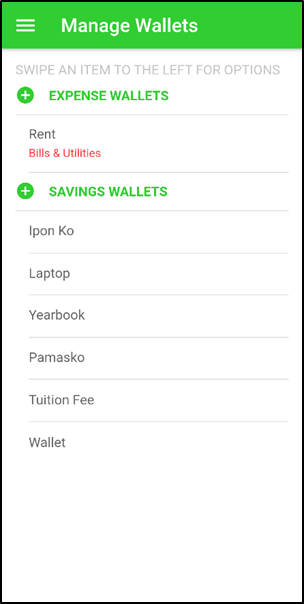 Manage Wallets
SWIPE AN ITEM TO THE LEFT FOR OPTIONS
EXPENSE WALLETS
Rent
Bills & Utilities
SAVINGS WALLETS
Ipon Ko
Laptop
Yearbook
Pamasko
Tuition Fee
Wallet